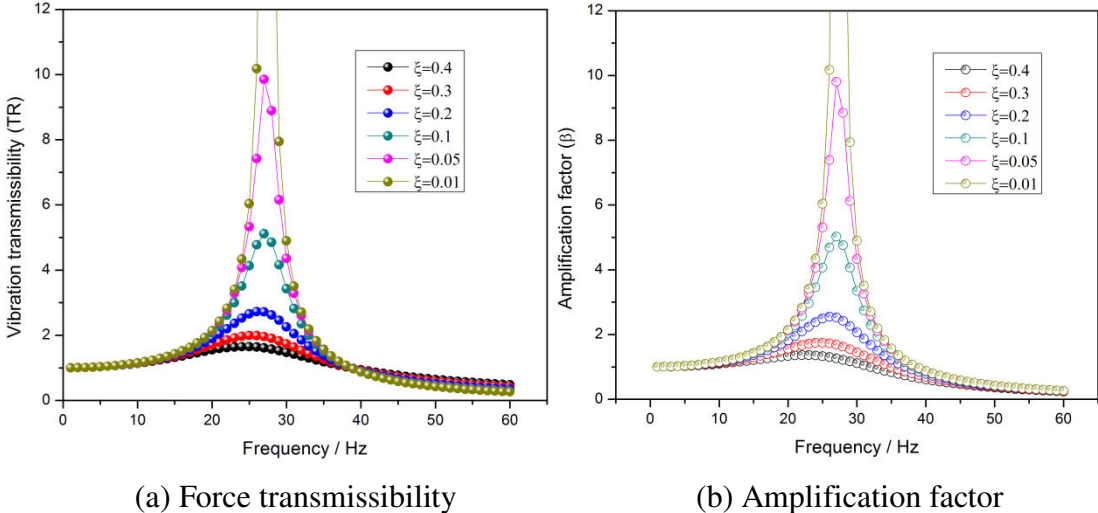 12
10
8
6
4
2
0
Vibration transmissibility (TR)
ξ=0.4
ξ=0.3
ξ=0.2
ξ=0.1
ξ=0.05
ξ=0.01
0 10 20 30 40 50 60
Frequency / Hz
(a) Force transmissibility
12
10
8
6
4
2
0
Amplification factor (β)
ξ=0.4
ξ=0.3
ξ=0.2
ξ=0.1
ξ=0.05
ξ=0.01
0 10 20 30 40 50 60
Frequency / Hz
(b) Amplification factor